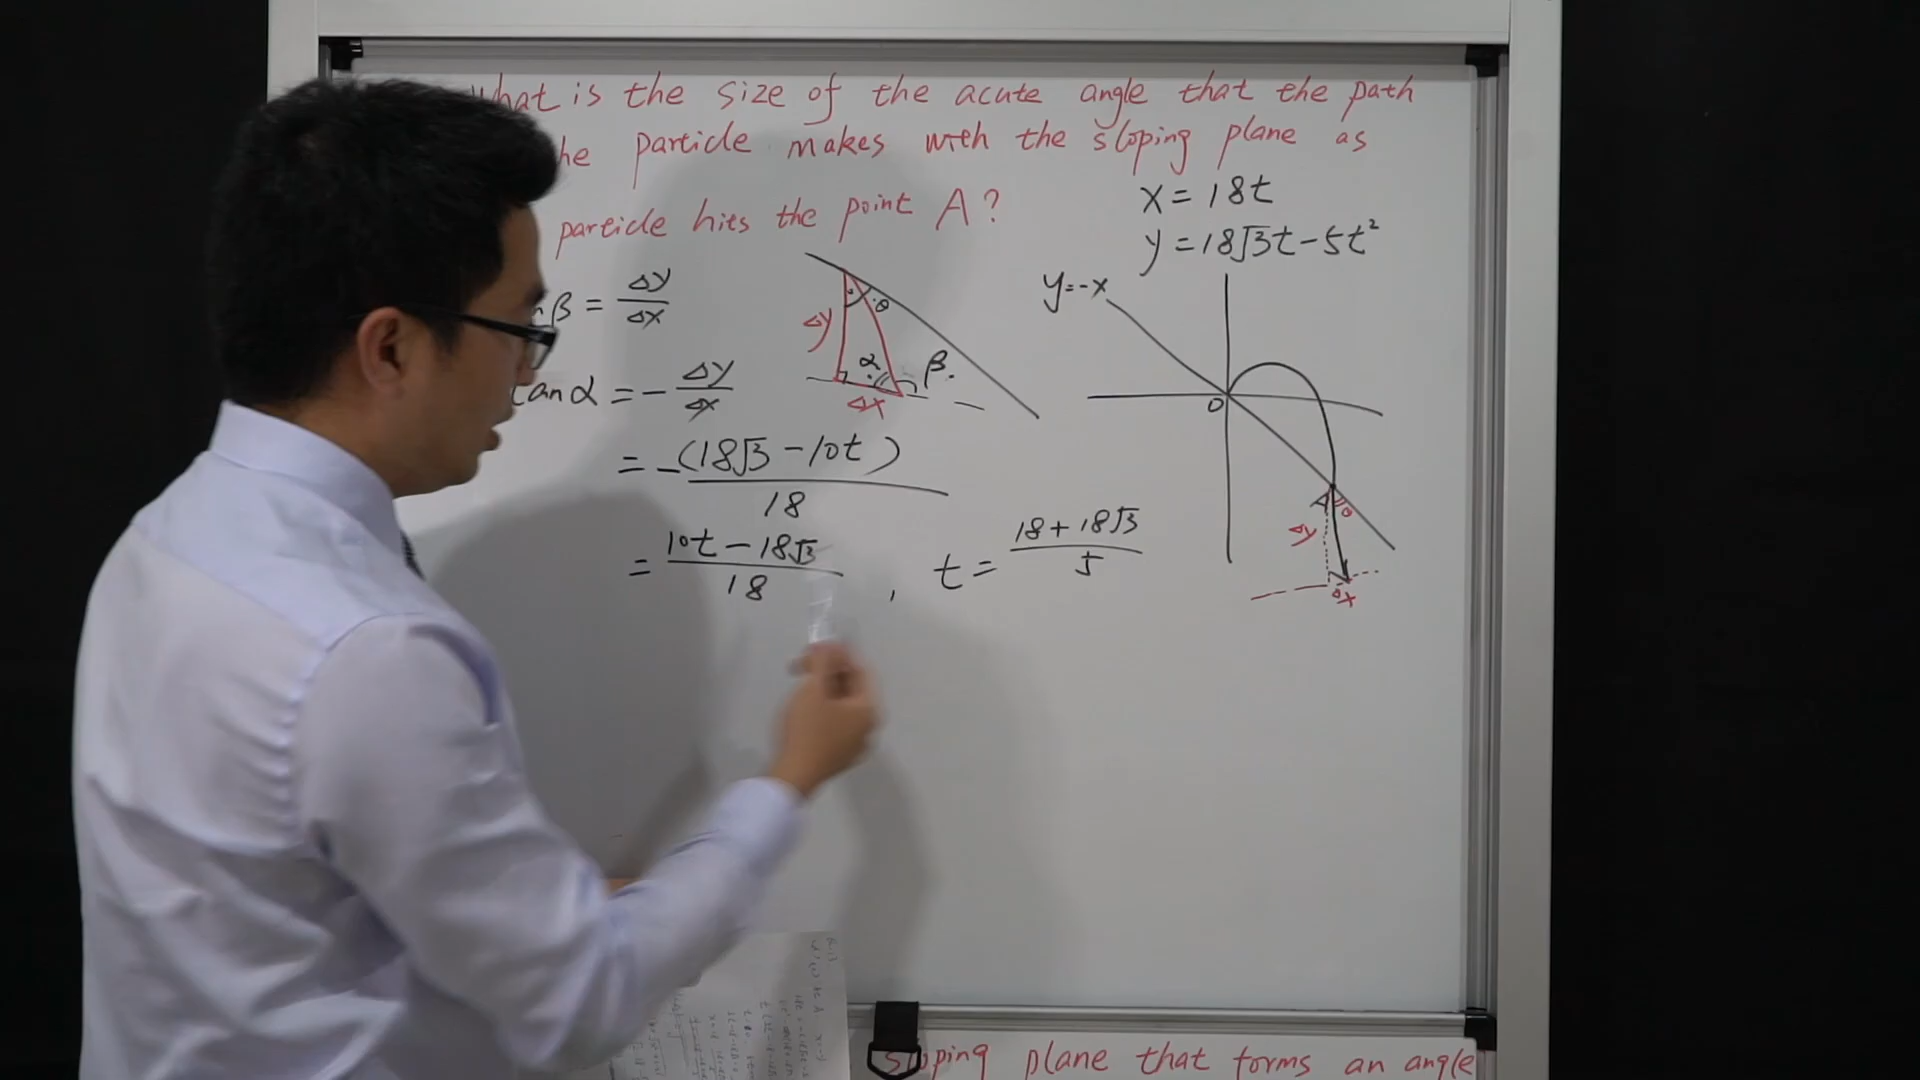 What is the size of the acute angle that the path
he particle makes with the sloping plane as
particle hits the point A?
x = 18t
y = 18√3t - 5t²
β = Δy/Δx
tan α = - Δy/Δx
= -(18√3 - 10t)/18
= (10t - 18√3)/18 , t = (18 + 18√3)/5
Δy θ α β Δx
y=-x
O
A θ
Δy
Δx
sloping plane that forms an angle